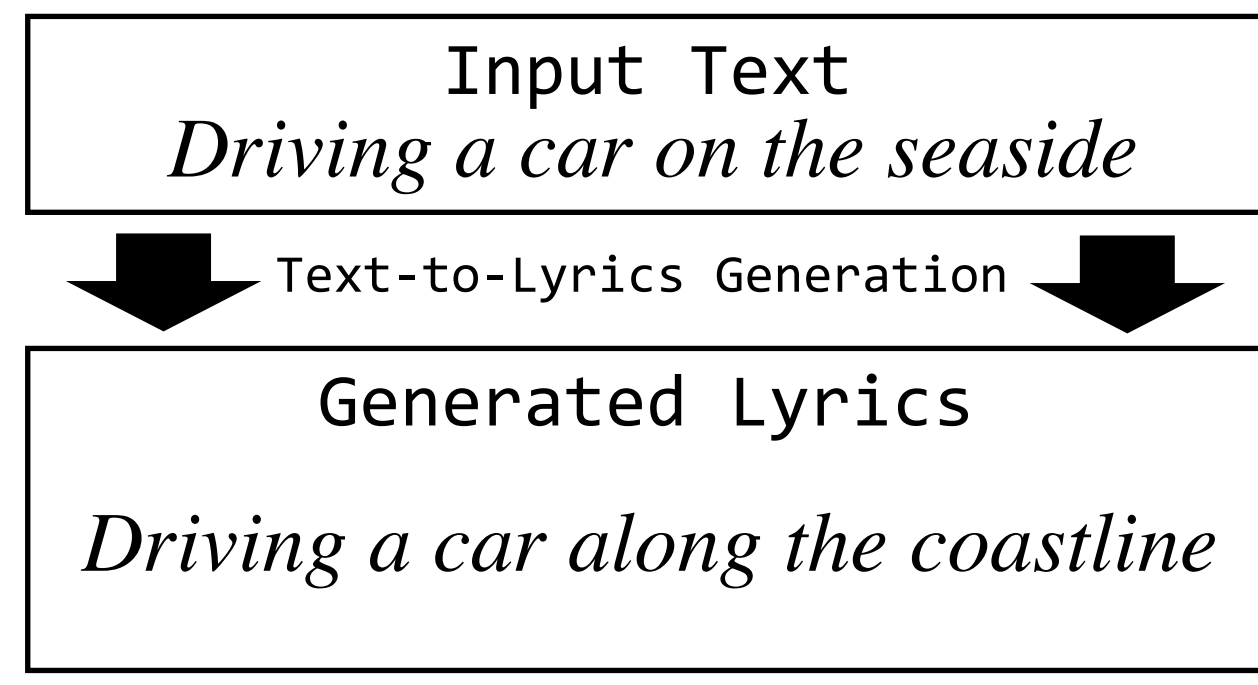 Input Text
Driving a car on the seaside
Text-to-Lyrics Generation
Generated Lyrics
Driving a car along the coastline